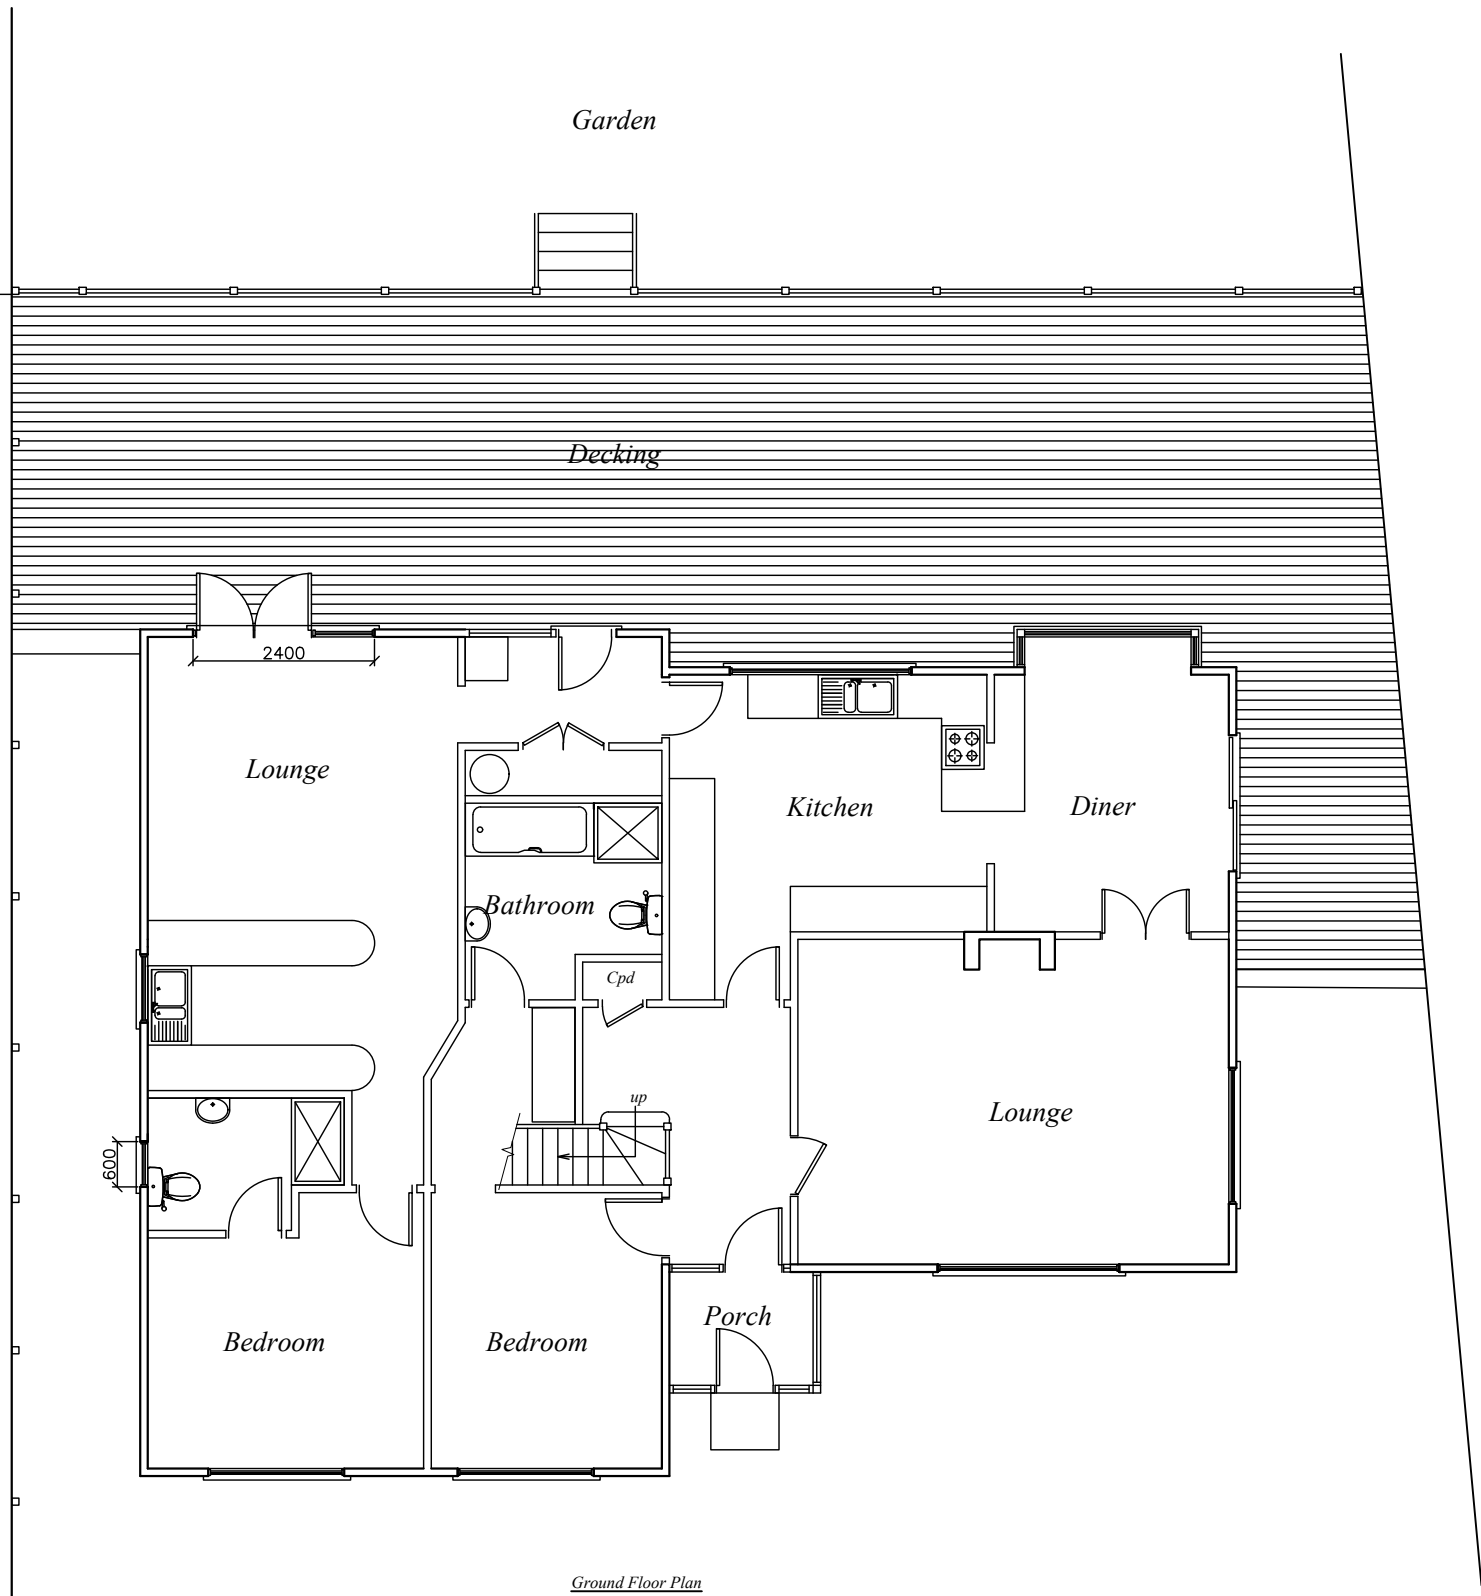 Garden
Decking
2400
Lounge
Kitchen
Diner
Bathroom
Cpd
up
Lounge
600
Porch
Bedroom
Bedroom
Ground Floor Plan